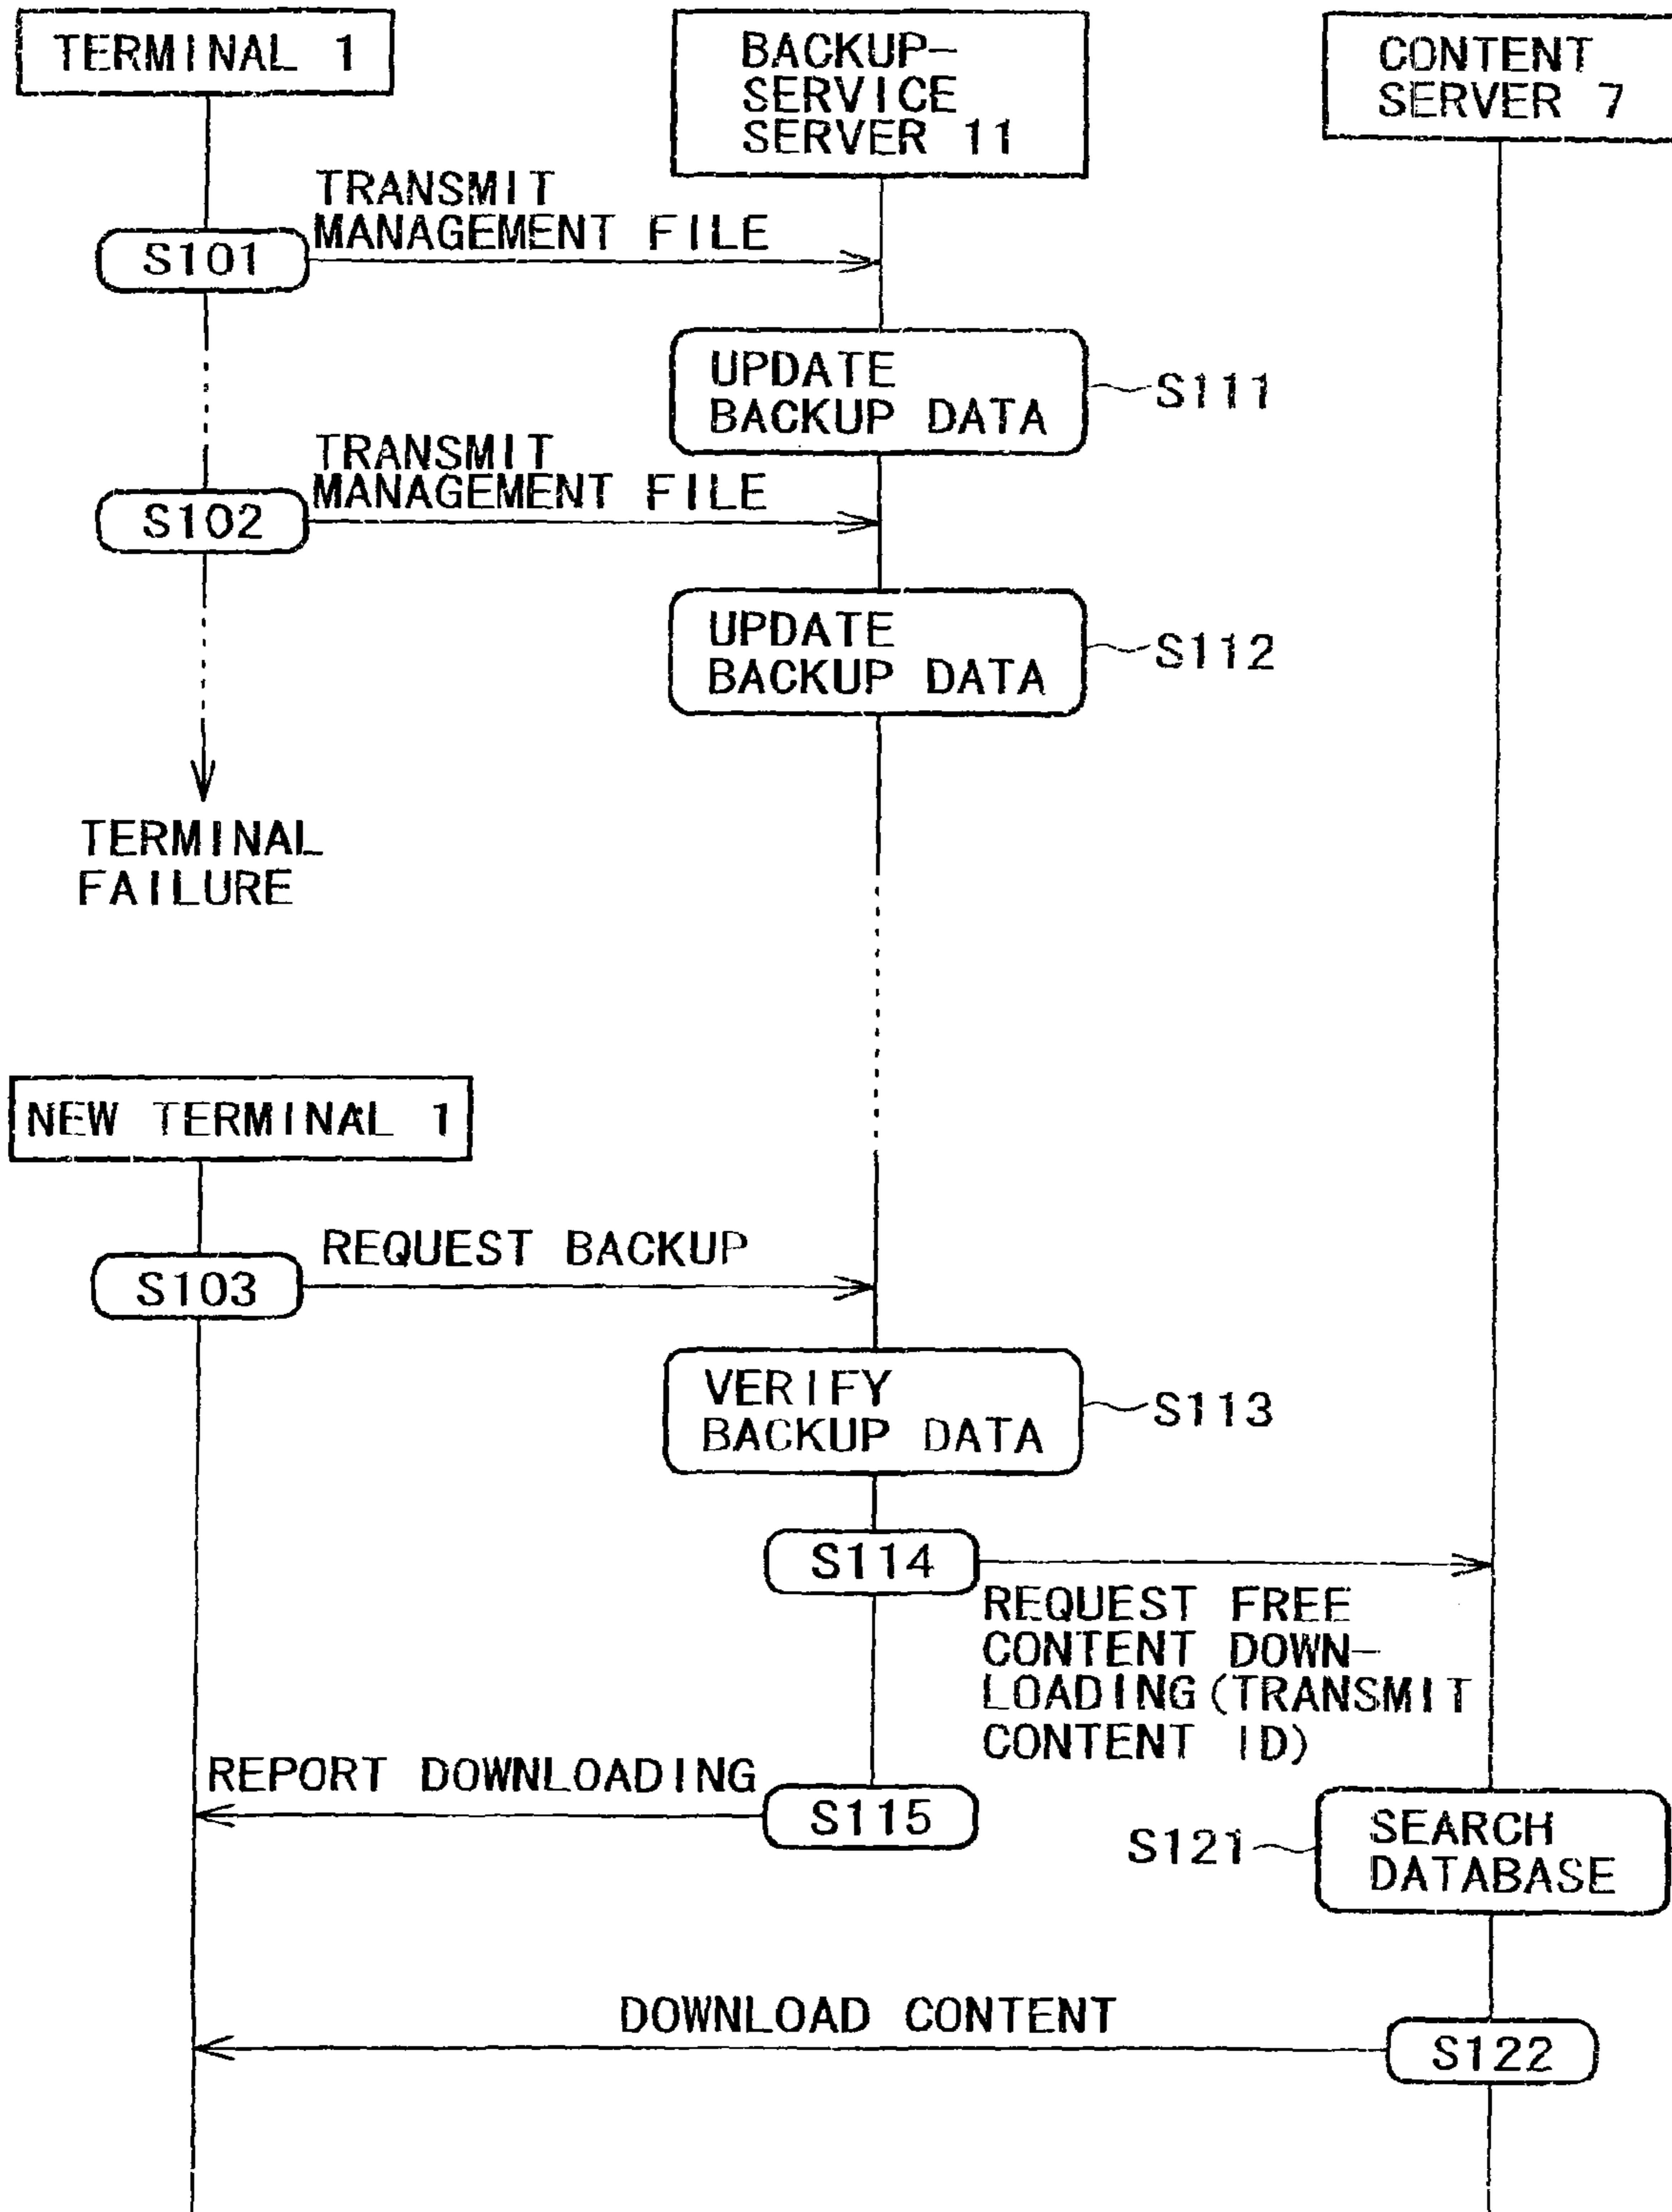 TERMINAL 1
BACKUP-
SERVICE
SERVER 11
CONTENT
SERVER 7
TRANSMIT
MANAGEMENT FILE
S101
UPDATE
BACKUP DATA
S111
TRANSMIT
MANAGEMENT FILE
S102
UPDATE
BACKUP DATA
S112
TERMINAL
FAILURE
NEW TERMINAL 1
REQUEST BACKUP
S103
VERIFY
BACKUP DATA
S113
S114
REQUEST FREE
CONTENT DOWN-
LOADING (TRANSMIT
CONTENT ID)
REPORT DOWNLOADING
S115
S121
SEARCH
DATABASE
DOWNLOAD CONTENT
S122